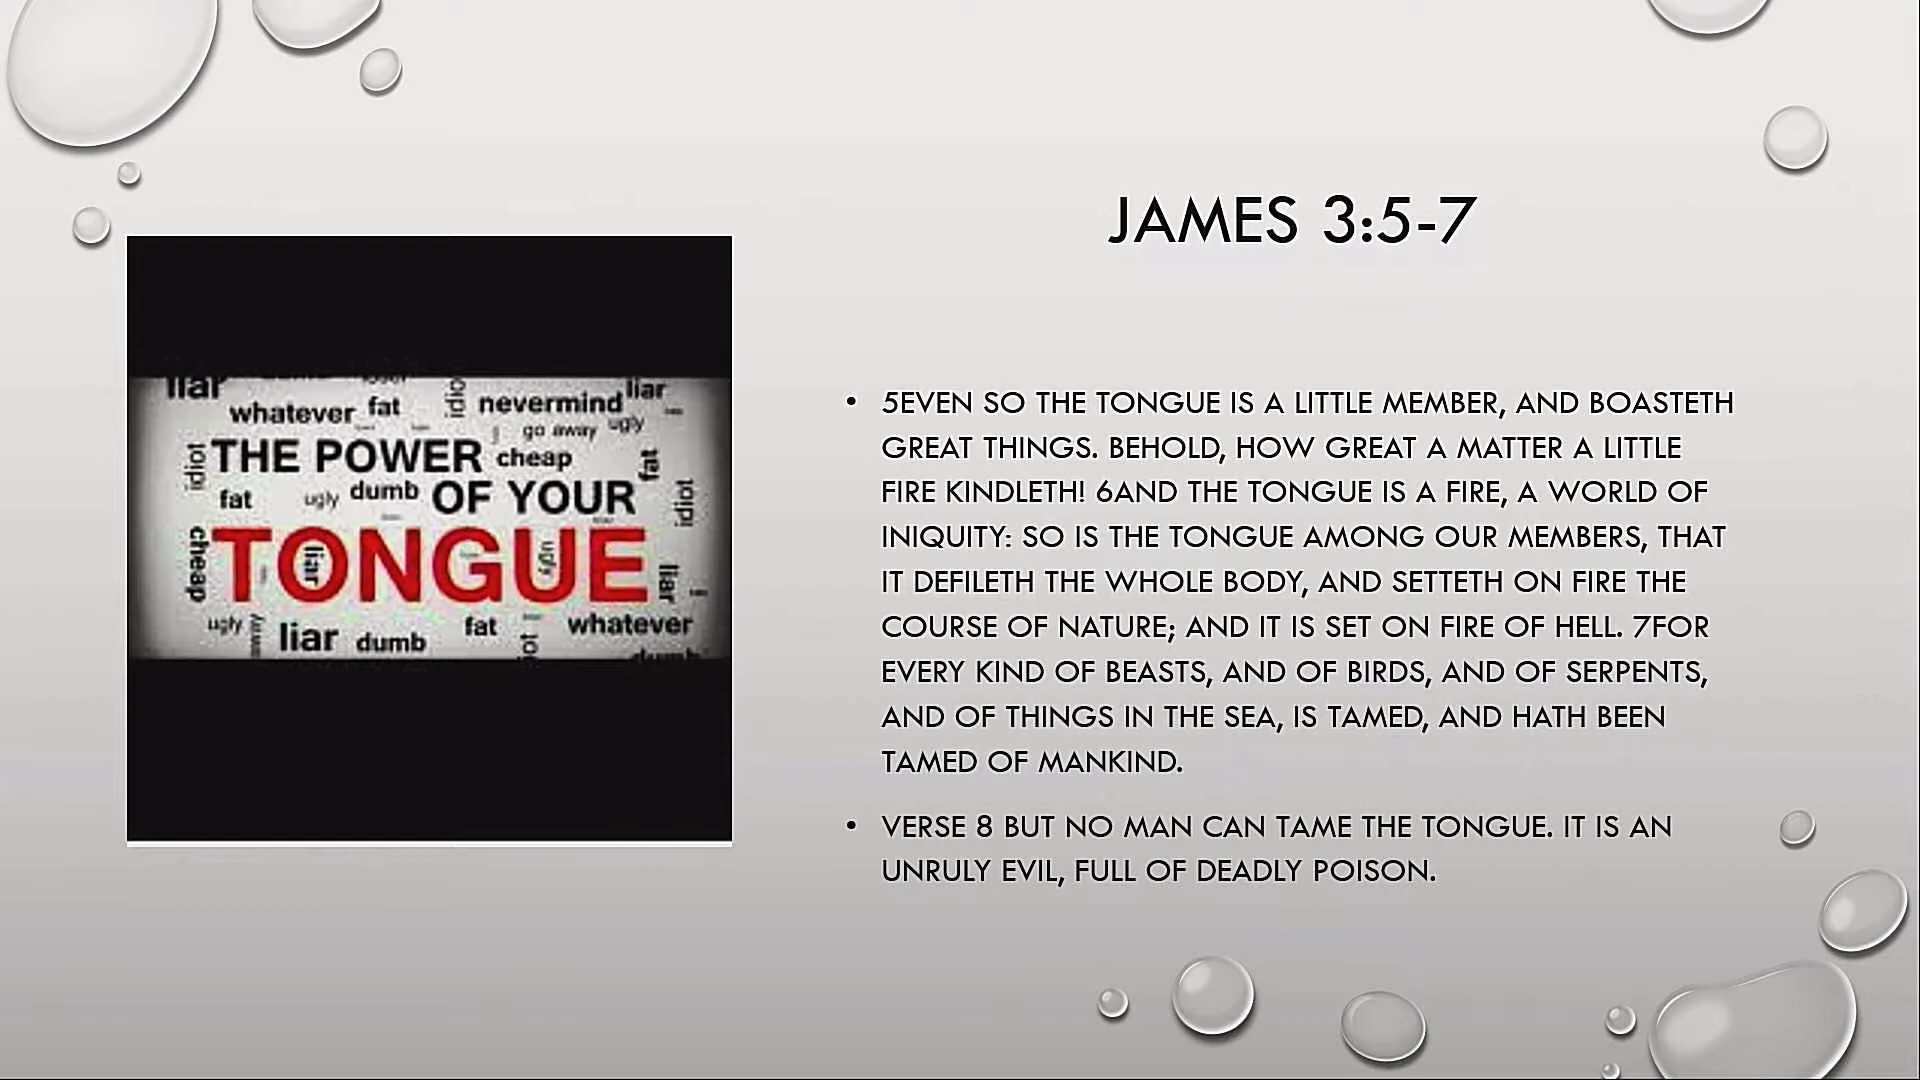 JAMES 3:5-7
liar
whatever fat idio nevermind liar
go away ugly
idiot THE POWER cheap fat
fat ugly dumb OF YOUR idiot
cheap TONGUE liar
liar ugly
ugly away liar dumb fat whatever
dumb
• 5EVEN SO THE TONGUE IS A LITTLE MEMBER, AND BOASTETH
GREAT THINGS. BEHOLD, HOW GREAT A MATTER A LITTLE
FIRE KINDLETH! 6AND THE TONGUE IS A FIRE, A WORLD OF
INIQUITY: SO IS THE TONGUE AMONG OUR MEMBERS, THAT
IT DEFILETH THE WHOLE BODY, AND SETTETH ON FIRE THE
COURSE OF NATURE; AND IT IS SET ON FIRE OF HELL. 7FOR
EVERY KIND OF BEASTS, AND OF BIRDS, AND OF SERPENTS,
AND OF THINGS IN THE SEA, IS TAMED, AND HATH BEEN
TAMED OF MANKIND.
• VERSE 8 BUT NO MAN CAN TAME THE TONGUE. IT IS AN
UNRULY EVIL, FULL OF DEADLY POISON.